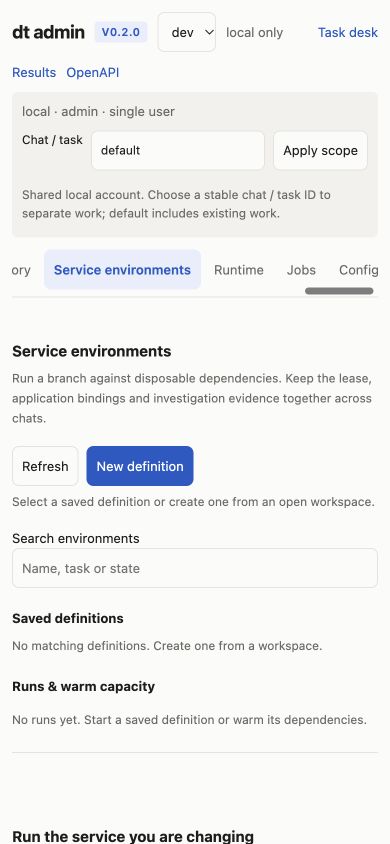 dt admin V0.2.0 dev local only Task desk
Results OpenAPI
local · admin · single user
Chat / task default Apply scope
Shared local account. Choose a stable chat / task ID to
separate work; default includes existing work.
ory Service environments Runtime Jobs Config
Service environments
Run a branch against disposable dependencies. Keep the lease,
application bindings and investigation evidence together across
chats.
Refresh New definition
Select a saved definition or create one from an open workspace.
Search environments
Name, task or state
Saved definitions
No matching definitions. Create one from a workspace.
Runs & warm capacity
No runs yet. Start a saved definition or warm its dependencies.
Run the service you are changing